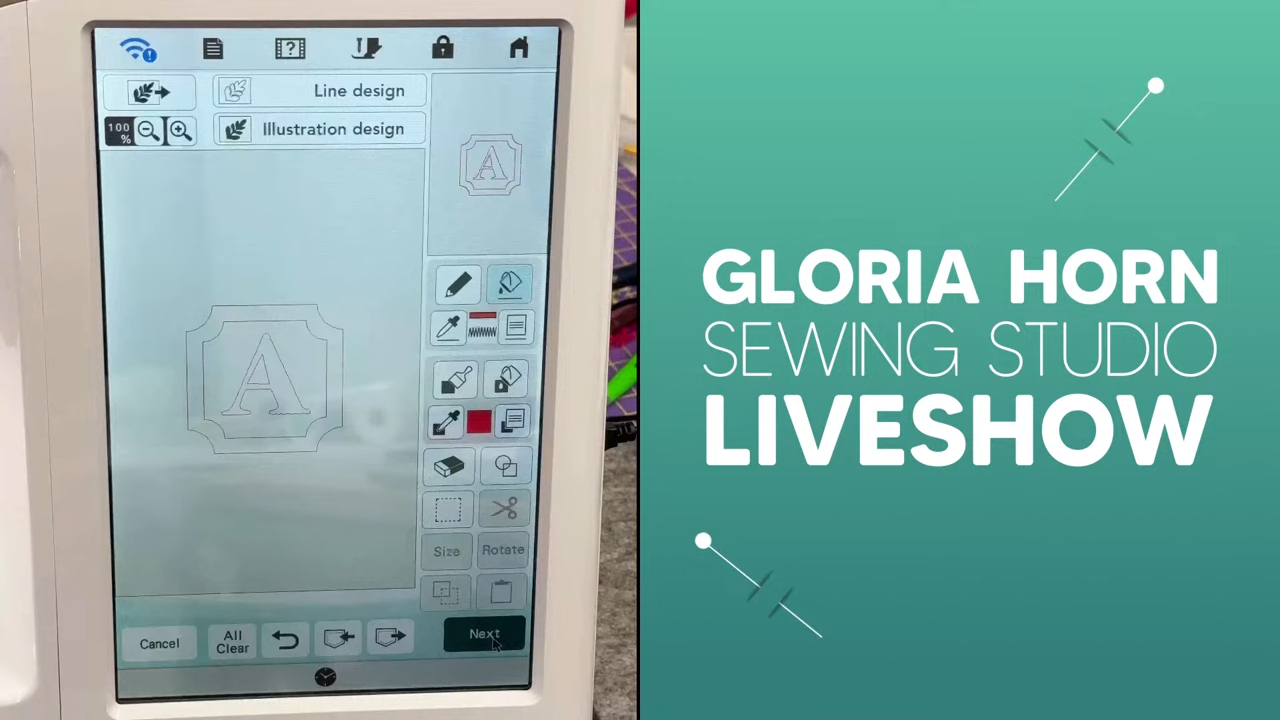 Line design
100
%
Illustration design
A
A
Size
Rotate
Cancel
All
Clear
Next
GLORIA HORN
SEWING STUDIO
LIVESHOW